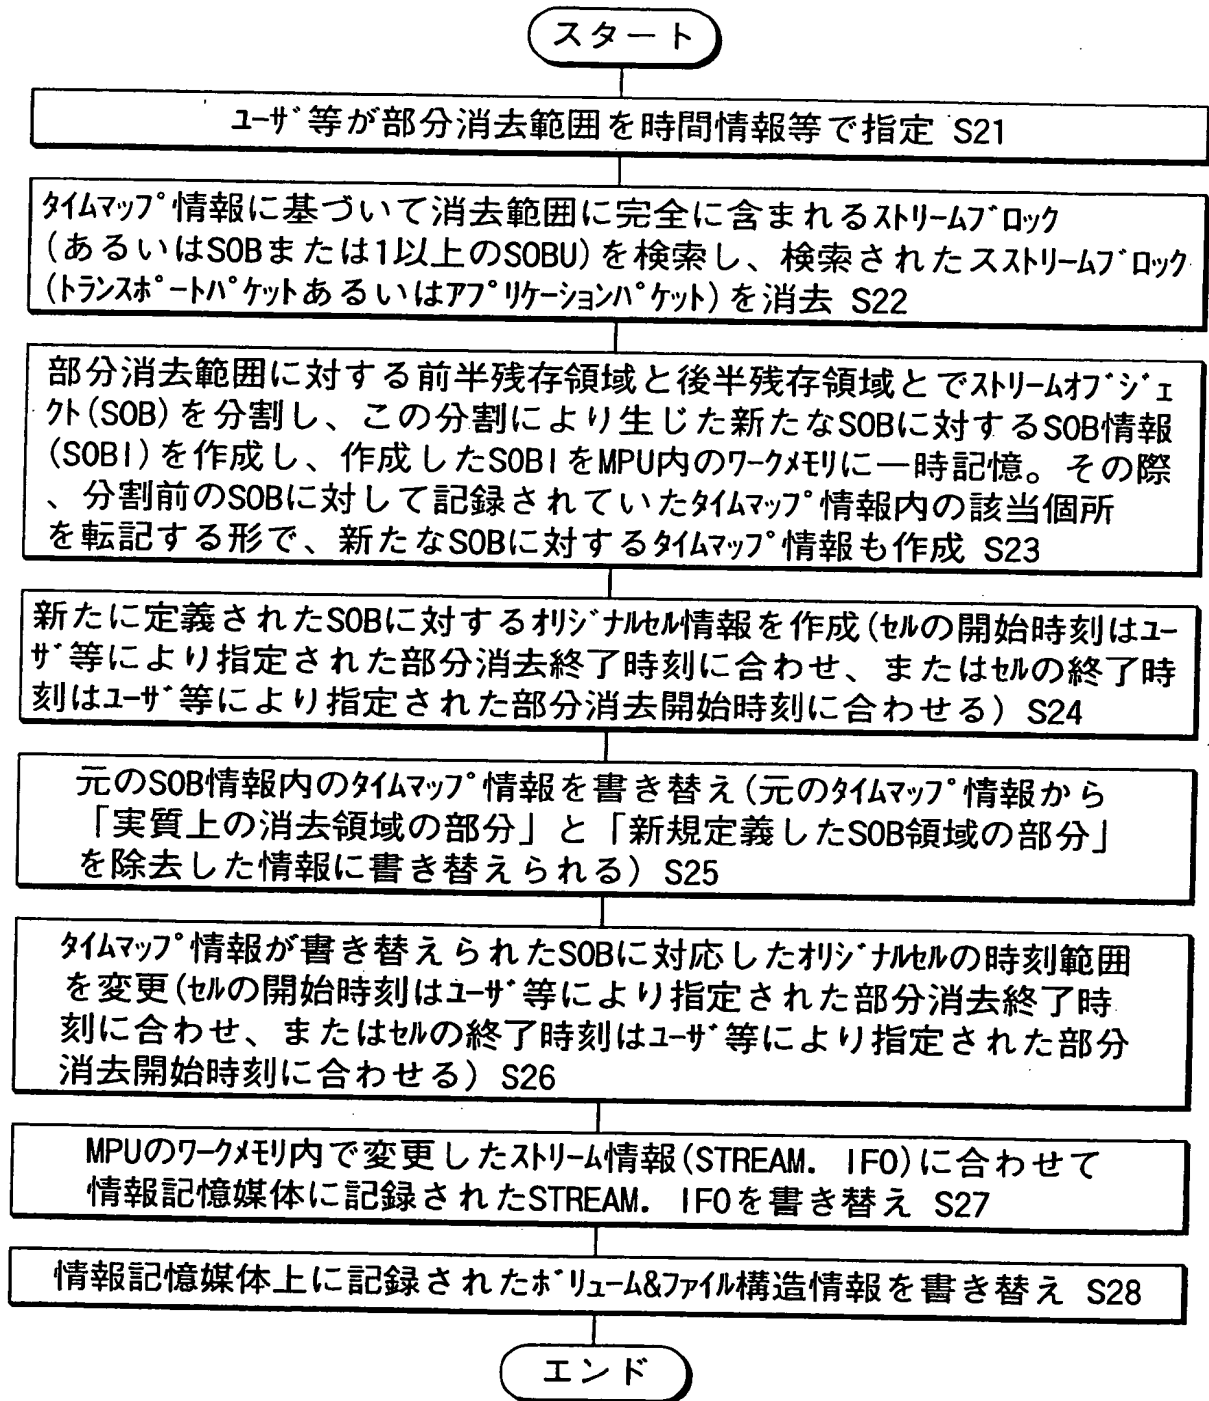 スタート
ユーザ等が部分消去範囲を時間情報等で指定 S21
タイムマップ情報に基づいて消去範囲に完全に含まれるストリームブロック
(あるいはSOBまたは1以上のSOBU)を検索し、検索されたスストリームブロック
(トランスポートパケットあるいはアプリケーションパケット)を消去 S22
部分消去範囲に対する前半残存領域と後半残存領域とでストリームオブジェ
クト(SOB)を分割し、この分割により生じた新たなSOBに対するSOB情報
(SOBI)を作成し、作成したSOBIをMPU内のワークメモリに一時記憶。その際
、分割前のSOBに対して記録されていたタイムマップ情報内の該当個所
を転記する形で、新たなSOBに対するタイムマップ情報も作成 S23
新たに定義されたSOBに対するオリジナルセル情報を作成(セルの開始時刻はユー
ザ等により指定された部分消去終了時刻に合わせ、またはセルの終了時
刻はユーザ等により指定された部分消去開始時刻に合わせる) S24
元のSOB情報内のタイムマップ情報を書き替え(元のタイムマップ情報から
「実質上の消去領域の部分」と「新規定義したSOB領域の部分」
を除去した情報に書き替えられる) S25
タイムマップ情報が書き替えられたSOBに対応したオリジナルセルの時刻範囲
を変更(セルの開始時刻はユーザ等により指定された部分消去終了時
刻に合わせ、またはセルの終了時刻はユーザ等により指定された部分
消去開始時刻に合わせる) S26
MPUのワークメモリ内で変更したストリーム情報(STREAM. IFO)に合わせて
情報記憶媒体に記録されたSTREAM. IFOを書き替え S27
情報記憶媒体上に記録されたボリューム&ファイル構造情報を書き替え S28
エンド